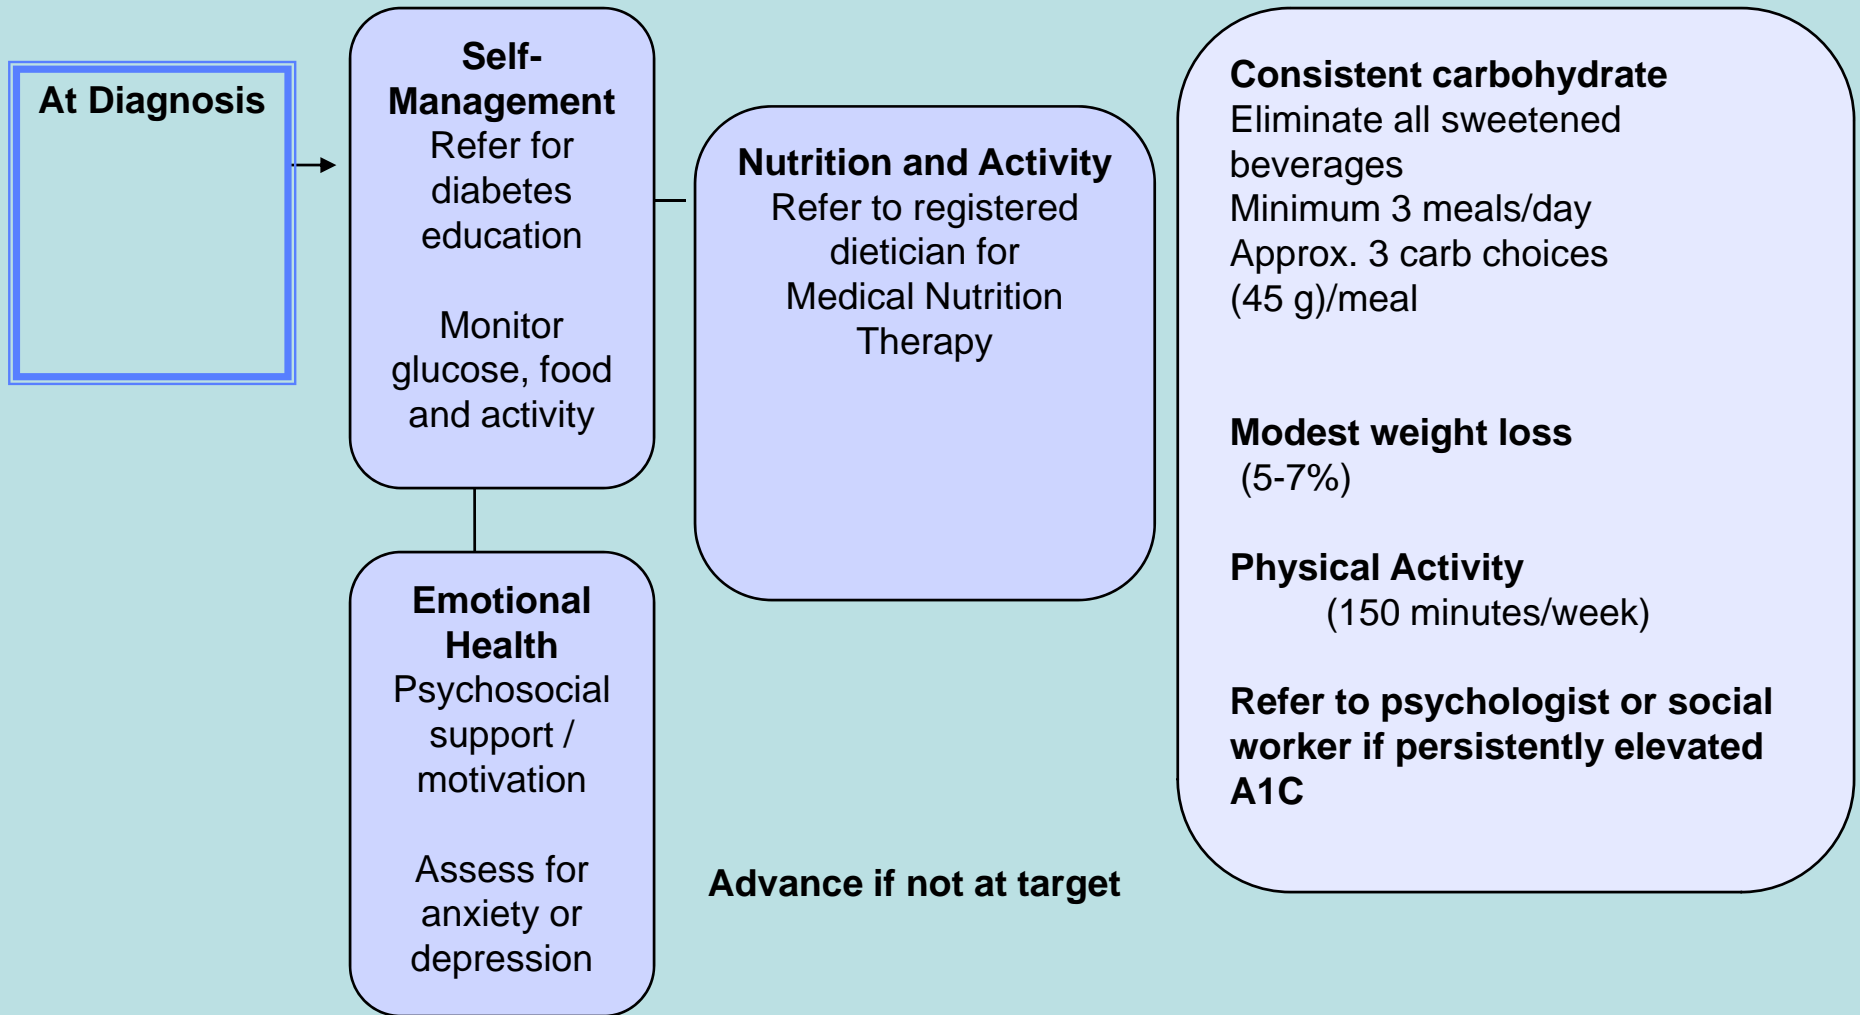 At Diagnosis
Self-
Management
Refer for
diabetes
education
Monitor
glucose, food
and activity
Emotional
Health
Psychosocial
support /
motivation
Assess for
anxiety or
depression
Nutrition and Activity
Refer to registered
dietician for
Medical Nutrition
Therapy
Advance if not at target
Consistent carbohydrate
Eliminate all sweetened
beverages
Minimum 3 meals/day
Approx. 3 carb choices
(45 g)/meal
Modest weight loss
(5-7%)
Physical Activity
(150 minutes/week)
Refer to psychologist or social
worker if persistently elevated
A1C